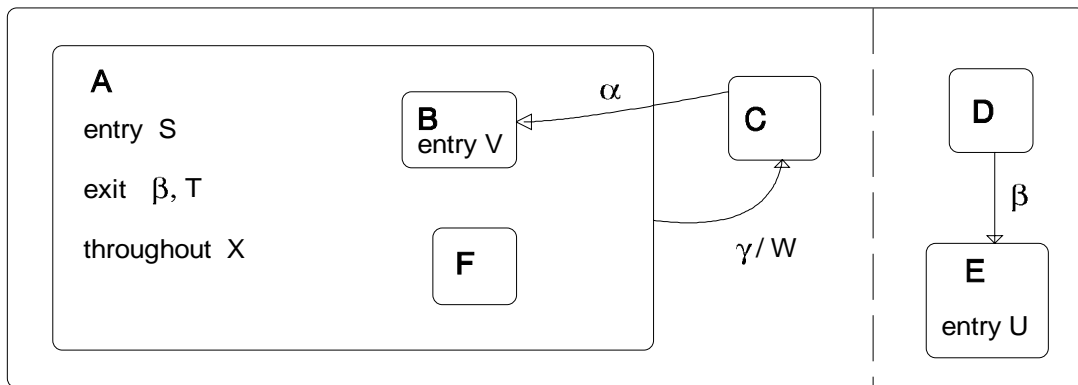 A
entry S
exit β, T
throughout X
B
entry V
F
α
C
γ / W
D
β
E
entry U